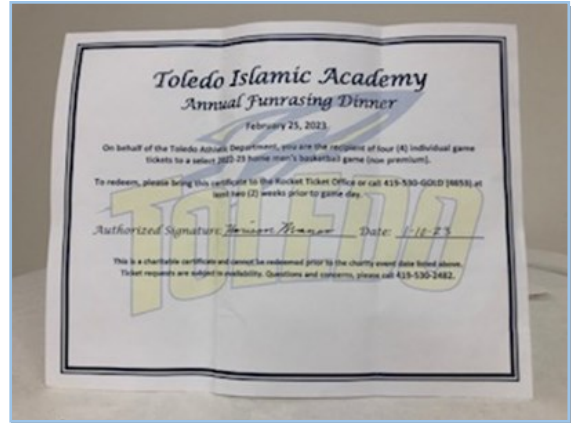 Toledo Islamic Academy
Annual Funrasing Dinner
February 25, 2023
On behalf of the Toledo Athletic Department, you are the recipient of four (4) individual game
tickets to a select 2022-23 home men's basketball game (non premium).
To redeem, please bring this certificate to the Rocket Ticket Office or call 419-530-GOLD (4653) at
least two (2) weeks prior to game day.
Authorized Signature: Date: 1-10-23
This is a charitable certificate and cannot be redeemed prior to the charity event date listed above.
Ticket requests are subject to availability. Questions and concerns, please call 419-530-2482.
TOLEDO